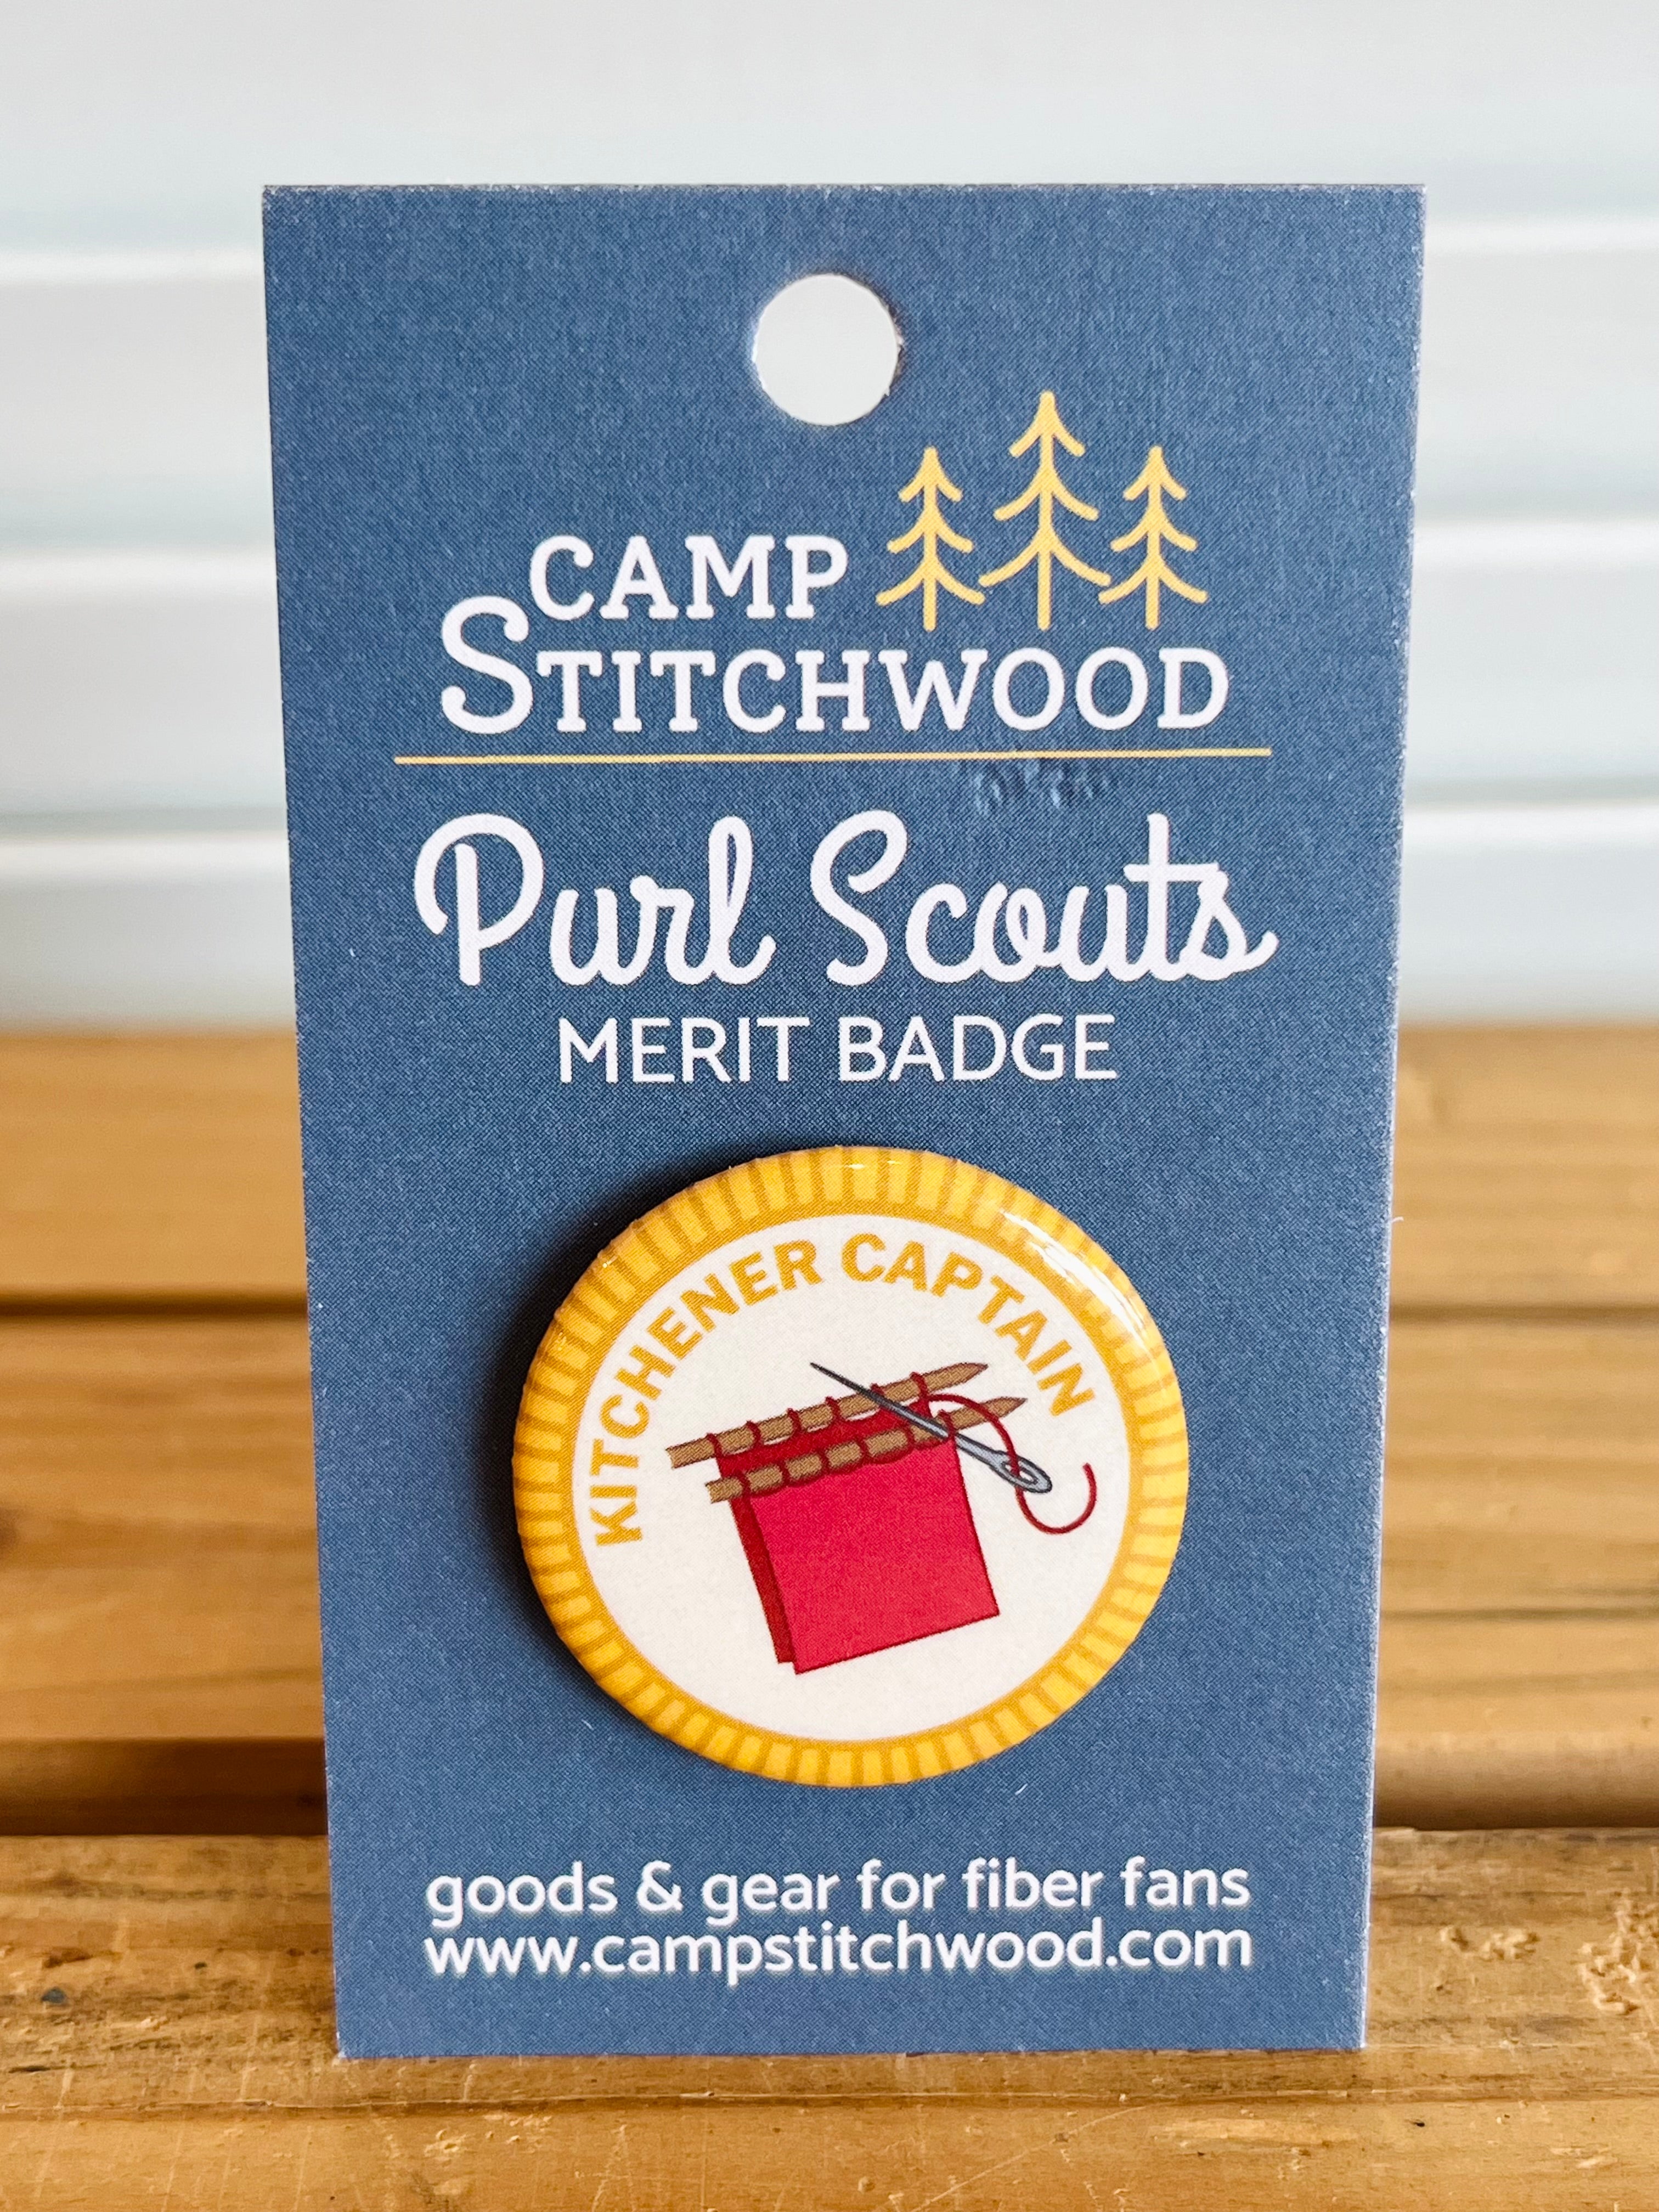 CAMP
STITCHWOOD
Purl Scouts
MERIT BADGE
KITCHENER CAPTAIN
goods & gear for fiber fans
www.campstitchwood.com